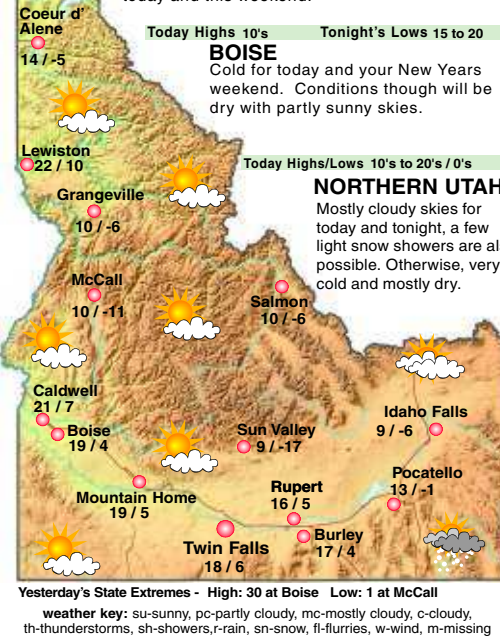 today and this weekend.
Today Highs 10's Tonight's Lows 15 to 20
BOISE
Cold for today and your New Years
weekend. Conditions though will be
dry with partly sunny skies.
Today Highs/Lows 10's to 20's / 0's
NORTHERN UTAH
Mostly cloudy skies for
today and tonight, a few
light snow showers are al
possible. Otherwise, very
cold and mostly dry.
Coeur d'
Alene
14 / -5
Lewiston
22 / 10
Grangeville
10 / -6
McCall
10 / -11
Salmon
10 / -6
Caldwell
21 / 7
Boise
19 / 4
Sun Valley
9 / -17
Idaho Falls
9 / -6
Pocatello
13 / -1
Mountain Home
19 / 5
Rupert
16 / 5
Burley
17 / 4
Twin Falls
18 / 6
Yesterday's State Extremes - High: 30 at Boise Low: 1 at McCall
weather key: su-sunny, pc-partly cloudy, mc-mostly cloudy, c-cloudy,
th-thunderstorms, sh-showers,r-rain, sn-snow, fl-flurries, w-wind, m-missing